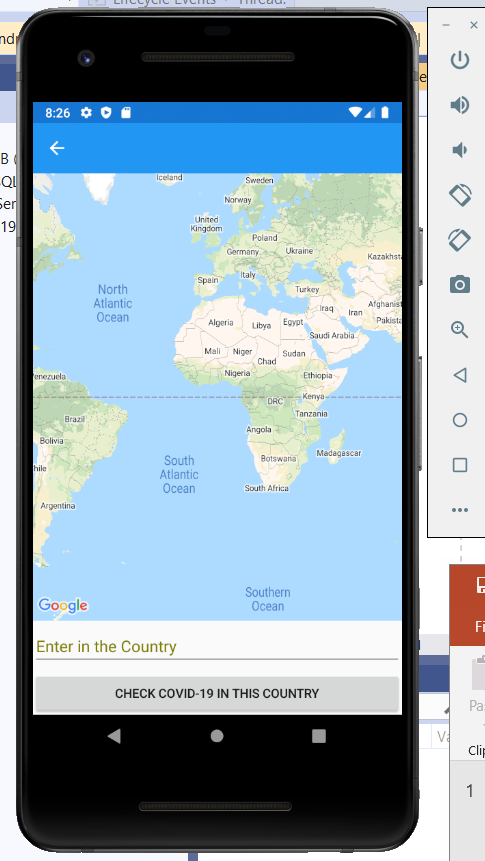 Lifecycle Events
Thread:
8:26
Iceland
Sweden
Norway
United
Kingdom
Poland
Germany
Ukraine
Kazakhsta
Spain
Italy
Turkey
North
Atlantic
Ocean
Iraq
Iran
Afghanist
Pakista
Algeria
Libya
Egypt
Saudi Arabia
Mali
Niger
Chad
Sudan
Nigeria
Ethiopia
enezuela
DRC
Kenya
Tanzania
Brazil
Angola
Bolivia
South
Atlantic
Ocean
Botswana
Madagascar
hile
South Africa
Argentina
Southern
Ocean
Google
Enter in the Country
CHECK COVID-19 IN THIS COUNTRY
B (
SQL
Ser
19
Fi
Pa
Clip
1
Va